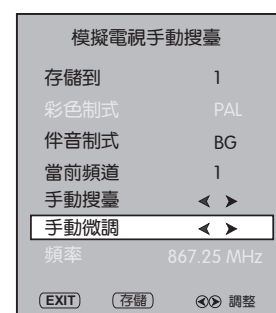 模擬電視手動搜臺
存儲到 1
彩色制式 PAL
伴音制式 BG
當前頻道 1
手動搜臺
手動微調
頻率 867.25 MHz
EXIT 存儲 調整